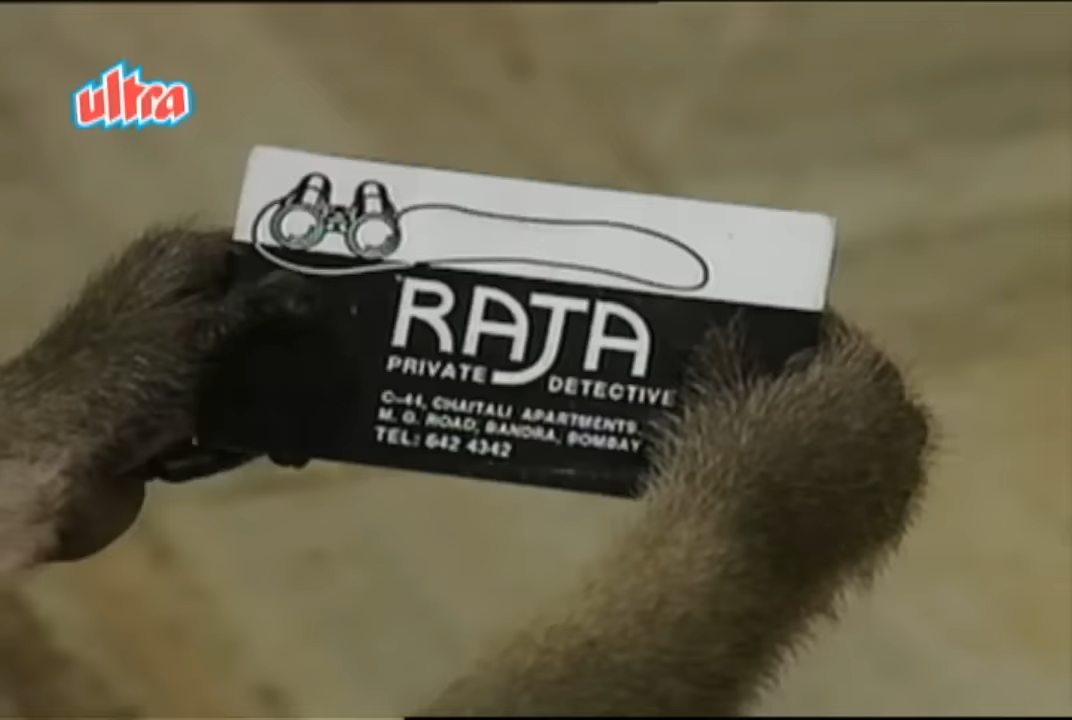 ultra
RAJA
PRIVATE DETECTIVE
C-44, CHAITALI APARTMENTS,
M. G. ROAD, BANDRA, BOMBAY
TEL: 642 4342